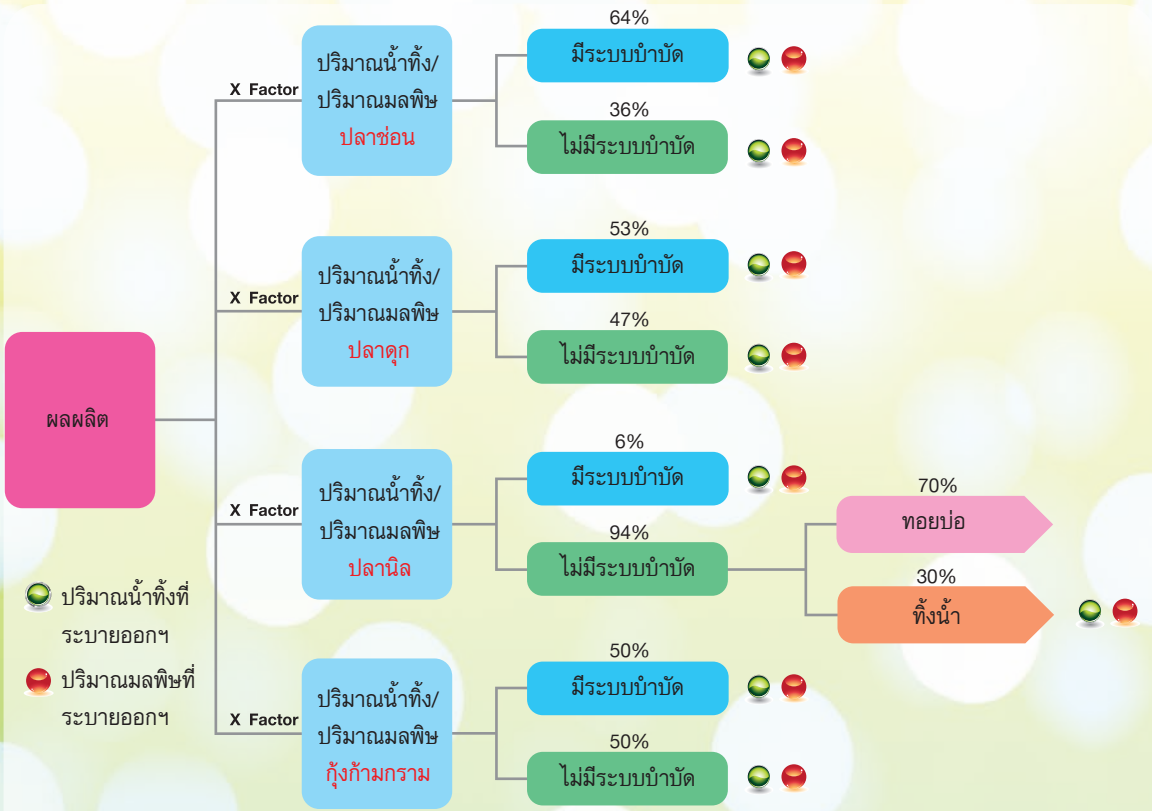 64%
มีระบบบำบัด
X Factor
ปริมาณน้ำทิ้ง/
ปริมาณมลพิษ
ปลาช่อน
36%
ไม่มีระบบบำบัด
53%
มีระบบบำบัด
X Factor
ปริมาณน้ำทิ้ง/
ปริมาณมลพิษ
ปลาดุก
47%
ไม่มีระบบบำบัด
ผลผลิต
6%
มีระบบบำบัด
X Factor
ปริมาณน้ำทิ้ง/
ปริมาณมลพิษ
ปลานิล
94%
ไม่มีระบบบำบัด
70%
ทอยบ่อ
30%
ทิ้งน้ำ
50%
มีระบบบำบัด
X Factor
ปริมาณน้ำทิ้ง/
ปริมาณมลพิษ
กุ้งก้ามกราม
50%
ไม่มีระบบบำบัด
ปริมาณน้ำทิ้งที่
ระบายออกฯ
ปริมาณมลพิษที่
ระบายออกฯ